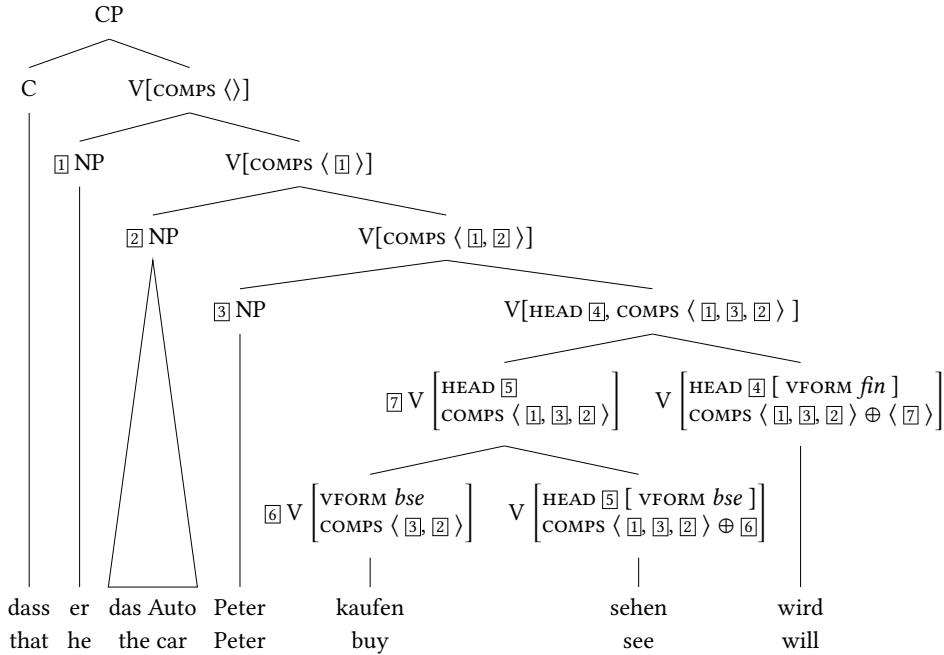 CP
C V[COMPS ⟨⟩]
1 NP V[COMPS ⟨ 1 ⟩]
2 NP V[COMPS ⟨ 1, 2 ⟩]
3 NP V[HEAD 4, COMPS ⟨ 1, 3, 2 ⟩ ]
7 V [HEAD 5 V [HEAD 4 [ VFORM fin ]
COMPS ⟨ 1, 3, 2 ⟩] COMPS ⟨ 1, 3, 2 ⟩ ⊕ ⟨ 7 ⟩]
6 V [VFORM bse V [HEAD 5 [ VFORM bse ]
COMPS ⟨ 3, 2 ⟩] COMPS ⟨ 1, 3, 2 ⟩ ⊕ 6]
dass er das Auto Peter kaufen sehen wird
that he the car Peter buy see will